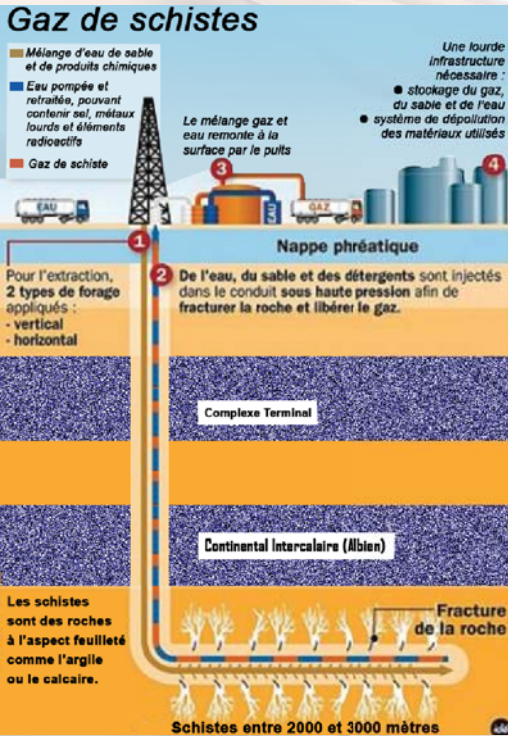 Gaz de schistes
Mélange d'eau de sable
et de produits chimiques
Eau pompée et
retraitée, pouvant
contenir sel, métaux
lourds et éléments
radioactifs
Gaz de schiste
Le mélange gaz et
eau remonte à la
surface par le puits
Une lourde
infrastructure
nécessaire :
● stockage du gaz,
du sable et de l'eau
● système de dépollution
des matériaux utilisés
3
4
EAU
EAU
GAZ
1
Nappe phréatique
Pour l'extraction,
2 types de forage
appliqués :
- vertical
- horizontal
2
De l'eau, du sable et des détergents sont injectés
dans le conduit sous haute pression afin de
fracturer la roche et libérer le gaz.
Complexe Terminal
Continental Intercalaire (Albien)
Les schistes
sont des roches
à l'aspect feuilleté
comme l'argile
ou le calcaire.
Fracture
de la roche
Schistes entre 2000 et 3000 mètres
idé